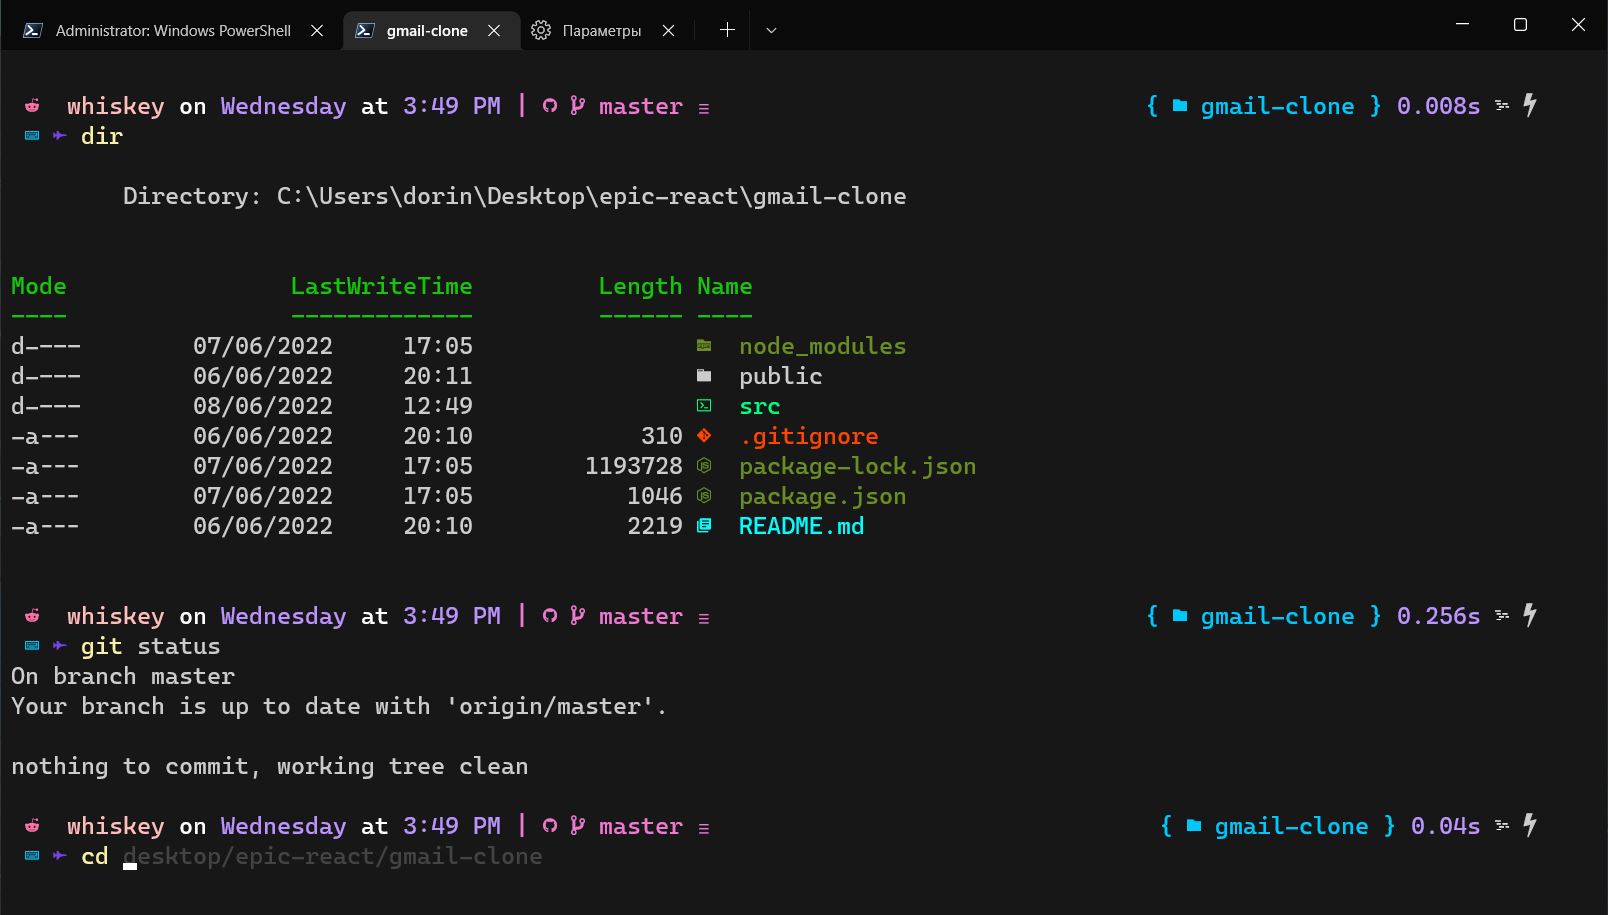 Administrator: Windows PowerShell gmail-clone Параметры
whiskey on Wednesday at 3:49 PM | master ≡ { gmail-clone } 0.008s
dir
Directory: C:\Users\dorin\Desktop\epic-react\gmail-clone
Mode LastWriteTime Length Name
---- ------------- ------ ----
d---- 07/06/2022 17:05 node_modules
d---- 06/06/2022 20:11 public
d---- 08/06/2022 12:49 src
-a--- 06/06/2022 20:10 310 .gitignore
-a--- 07/06/2022 17:05 1193728 package-lock.json
-a--- 07/06/2022 17:05 1046 package.json
-a--- 06/06/2022 20:10 2219 README.md
whiskey on Wednesday at 3:49 PM | master ≡ { gmail-clone } 0.256s
git status
On branch master
Your branch is up to date with 'origin/master'.
nothing to commit, working tree clean
whiskey on Wednesday at 3:49 PM | master ≡ { gmail-clone } 0.04s
cd desktop/epic-react/gmail-clone